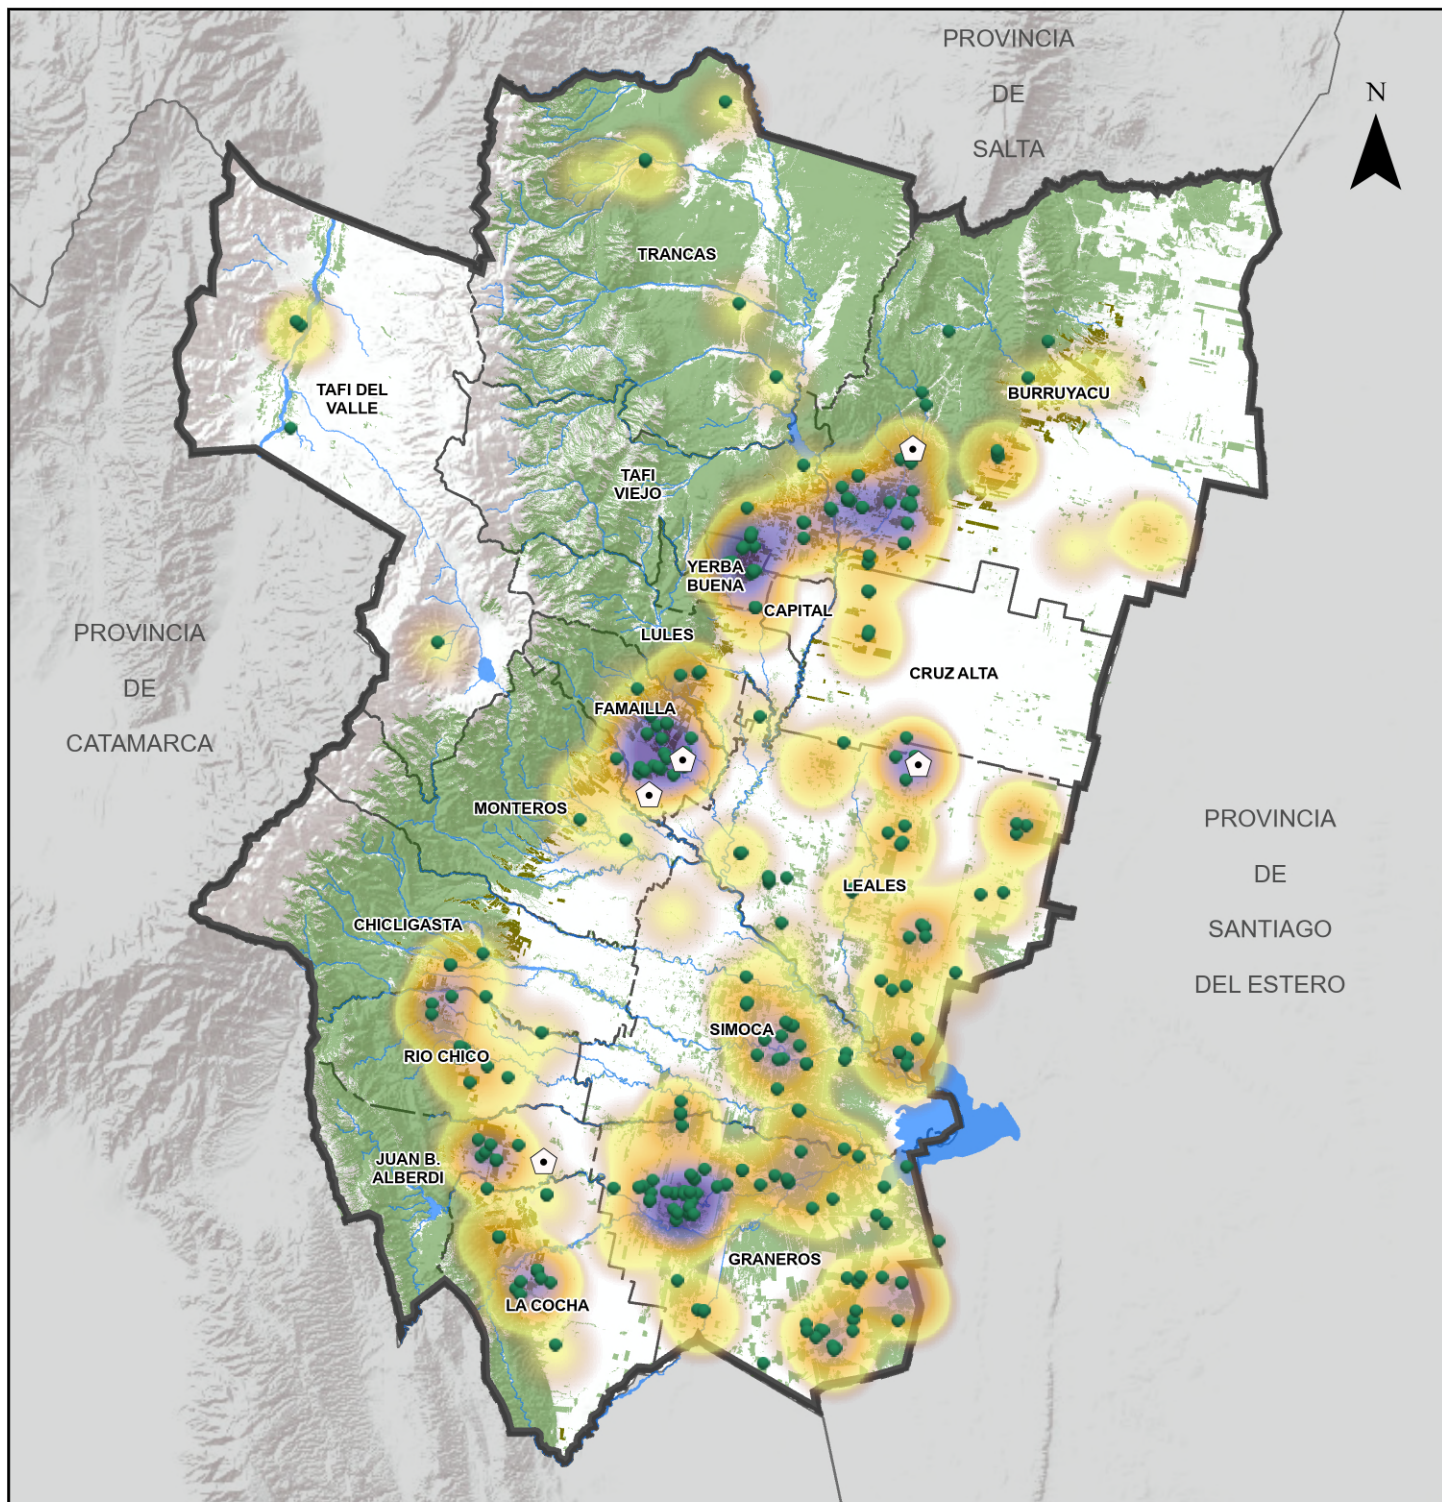 PROVINCIA
DE
SALTA
N
TRANCAS
TAFI DEL
VALLE
BURRUYACU
TAFI
VIEJO
YERBA
BUENA
CAPITAL
LULES
PROVINCIA
DE
CATAMARCA
CRUZ ALTA
FAMAILLA
MONTEROS
PROVINCIA
DE
SANTIAGO
DEL ESTERO
LEALES
CHICLIGASTA
SIMOCA
RIO CHICO
JUAN B.
ALBERDI
GRANEROS
LA COCHA